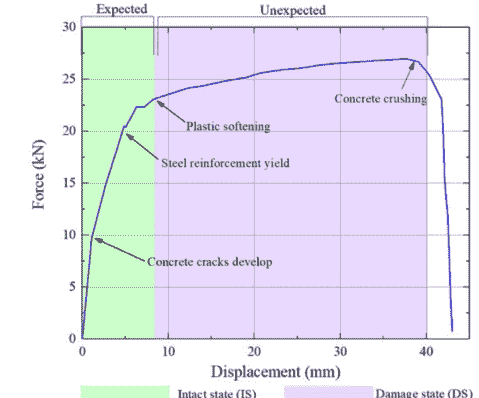 Expected Unexpected
30
25
20
15
10
5
0
Force (kN)
Concrete crushing
Plastic softening
Steel reinforcement yield
Concrete cracks develop
0 10 20 30 40
Displacement (mm)
Intact state (IS) Damage state (DS)